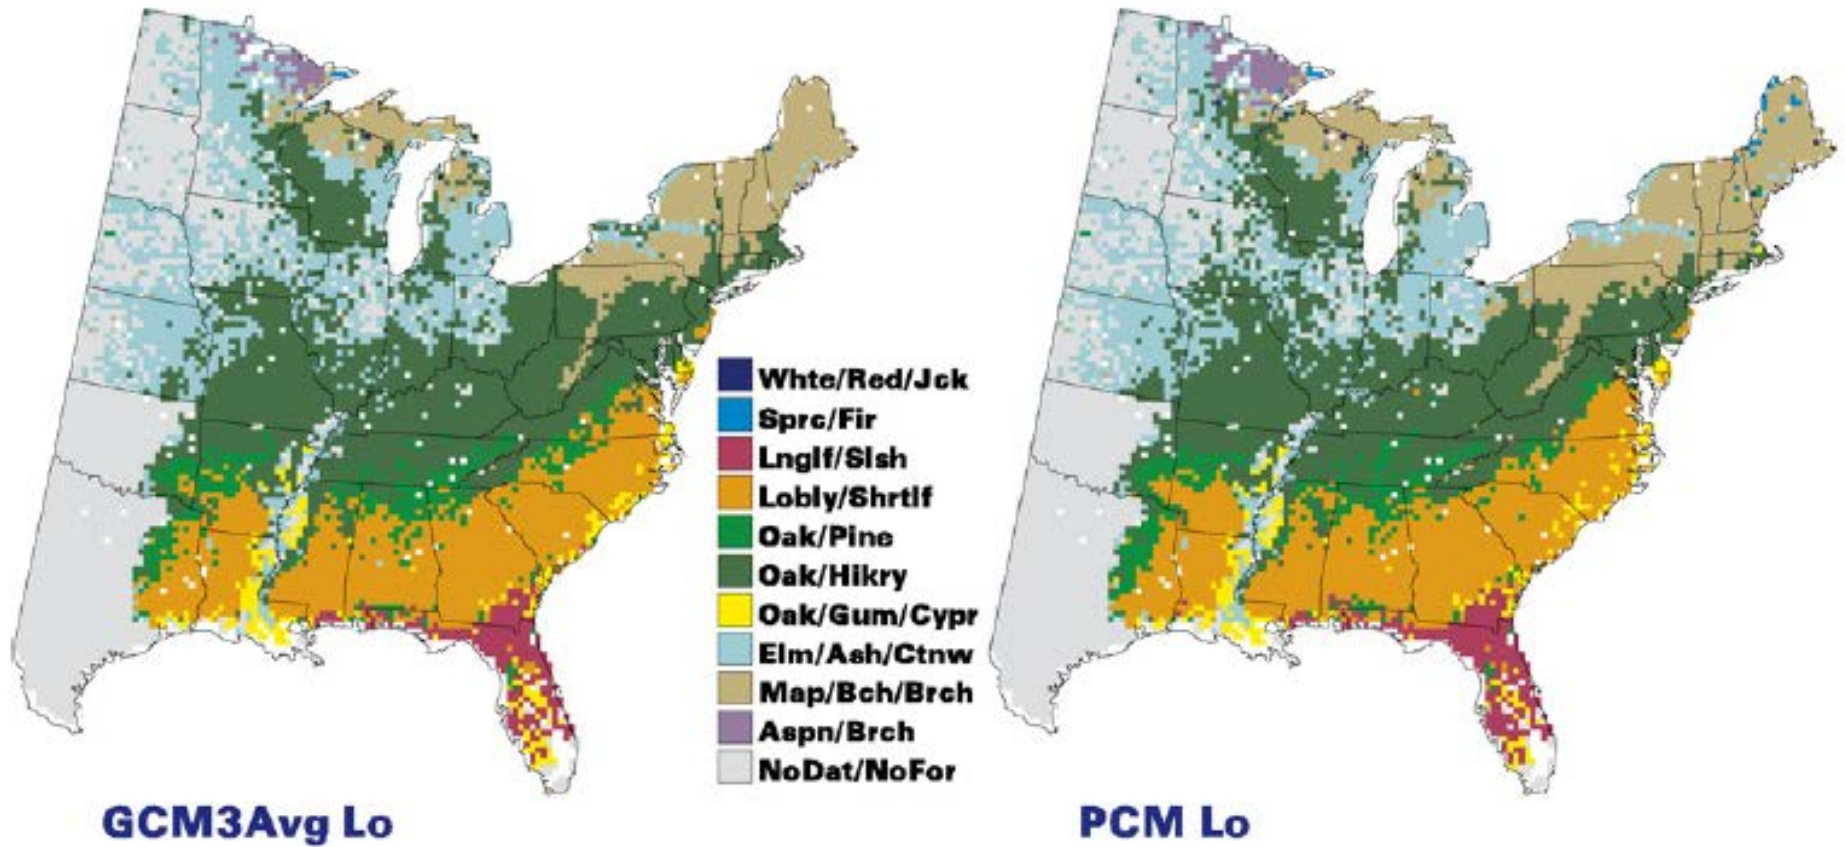 Whte/Red/Jck
Sprc/Fir
Lnglf/Slsh
Lobly/Shrtlf
Oak/Pine
Oak/Hikry
Oak/Gum/Cypr
Elm/Ash/Ctnw
Map/Bch/Brch
Aspn/Brch
NoDat/NoFor
GCM3Avg Lo
PCM Lo